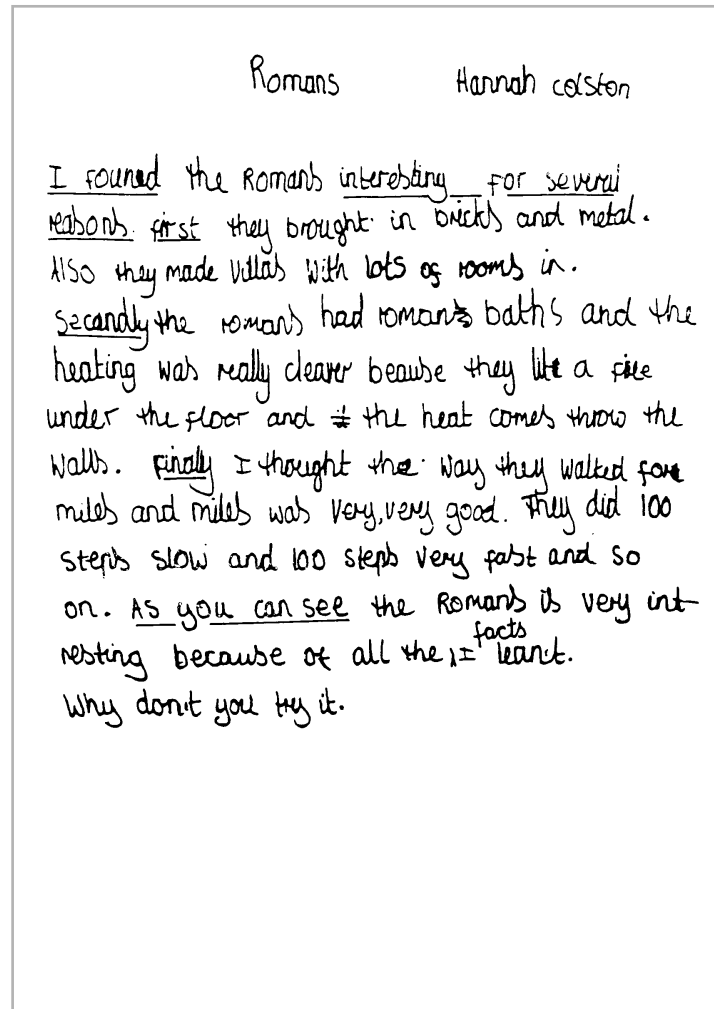 Romans Hannah colston
I founed the Romans interesting for several
reasons. first they brought in bricks and metal.
Also they made villas with lots of rooms in.
Secandly the romans had romans baths and the
heating was really clearer beause they lit a fire
under the floor and the heat comes throw the
walls. Finaly I thought the way they walked fore
miles and miles was very, very good. They did 100
steps slow and 100 steps very fast and so
on. As you can see the Romans is very int-
resting because of all the facts I leant.
Why don't you try it.